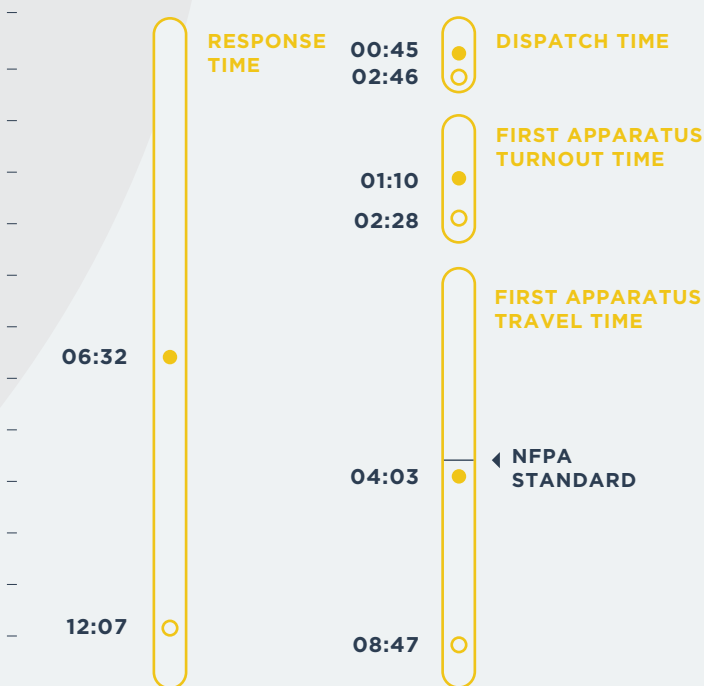 RESPONSE
TIME
06:32
12:07
00:45
02:46
DISPATCH TIME
01:10
02:28
FIRST APPARATUS
TURNOUT TIME
FIRST APPARATUS
TRAVEL TIME
NFPA
STANDARD
04:03
08:47